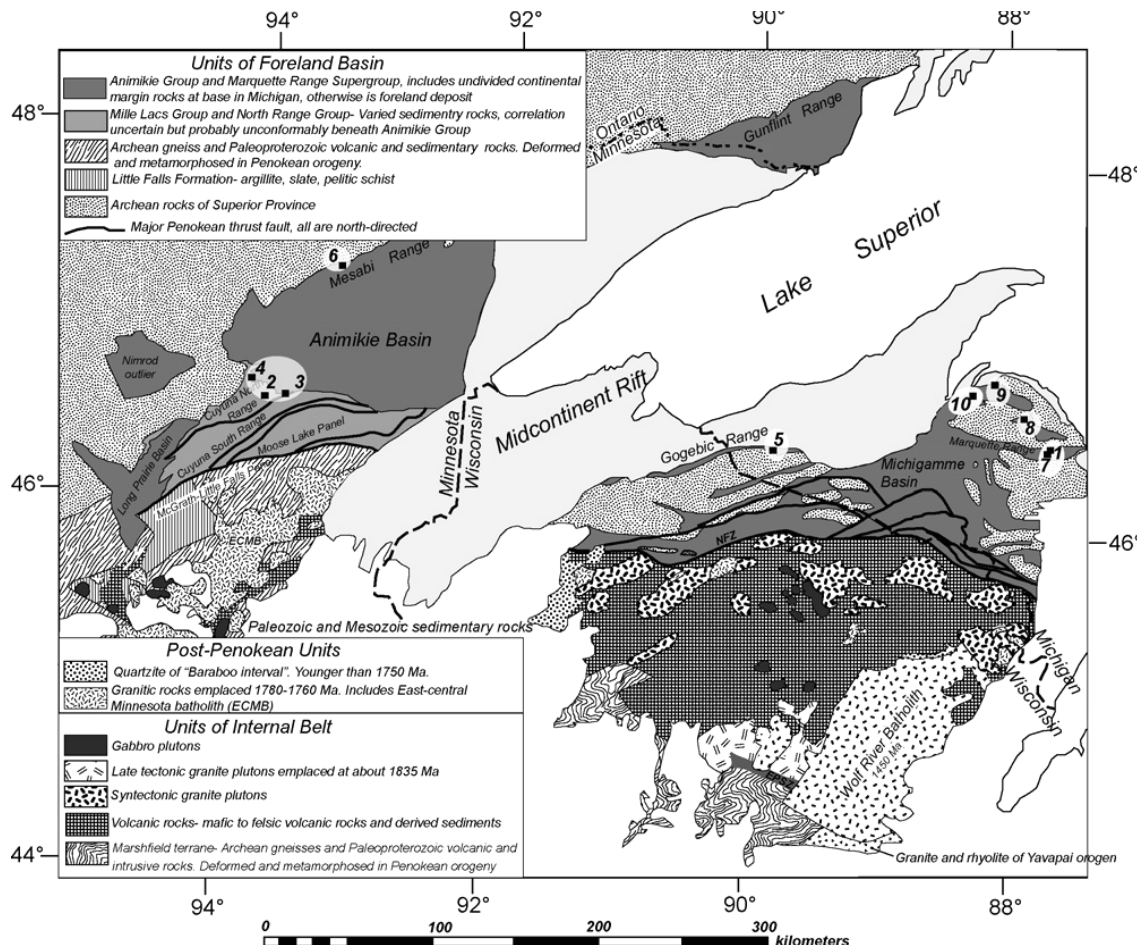 94°
92°
90°
88°
Units of Foreland Basin
Animikie Group and Marquette Range Supergroup, includes undivided continental
margin rocks at base in Michigan, otherwise is foreland deposit
Mille Lacs Group and North Range Group- Varied sedimentry rocks, correlation
uncertain but probably unconformably beneath Animikie Group
Archean gneiss and Paleoproterozoic volcanic and sedimentary rocks. Deformed
and metamorphosed in Penokean orogeny.
Little Falls Formation- argillite, slate, pelitic schist
Archean rocks of Superior Province
Major Penokean thrust fault, all are north-directed
48°
48°
Ontario
Minnesota
Gunflint Range
Lake Superior
6
Mesabi Range
Animikie Basin
Nimrod
outlier
4
2
3
Cuyuna North
Range
Cuyuna South Range
Moose Lake Panel
Long Prairie Basin
McGrath Little Falls Panel
ECMB
Minnesota
Wisconsin
Midcontinent Rift
Gogebic Range
5
10
9
8
Marquette Range
1
7
Michigamme
Basin
NFZ
46°
46°
Paleozoic and Mesozoic sedimentary rocks
Post-Penokean Units
Quartzite of "Baraboo interval". Younger than 1750 Ma.
Granitic rocks emplaced 1780-1760 Ma. Includes East-central
Minnesota batholith (ECMB)
Units of Internal Belt
Gabbro plutons
Late tectonic granite plutons emplaced at about 1835 Ma
Syntectonic granite plutons
Volcanic rocks- mafic to felsic volcanic rocks and derived sediments
Marshfield terrane- Archean gneisses and Paleoproterozoic volcanic and
intrusive rocks. Deformed and metamorphosed in Penokean orogeny
Michigan
Wisconsin
Wolf River Batholith
1450 Ma
EPSZ
Granite and rhyolite of Yavapai orogen
44°
44°
94°
92°
90°
88°
0
100
200
300
kilometers